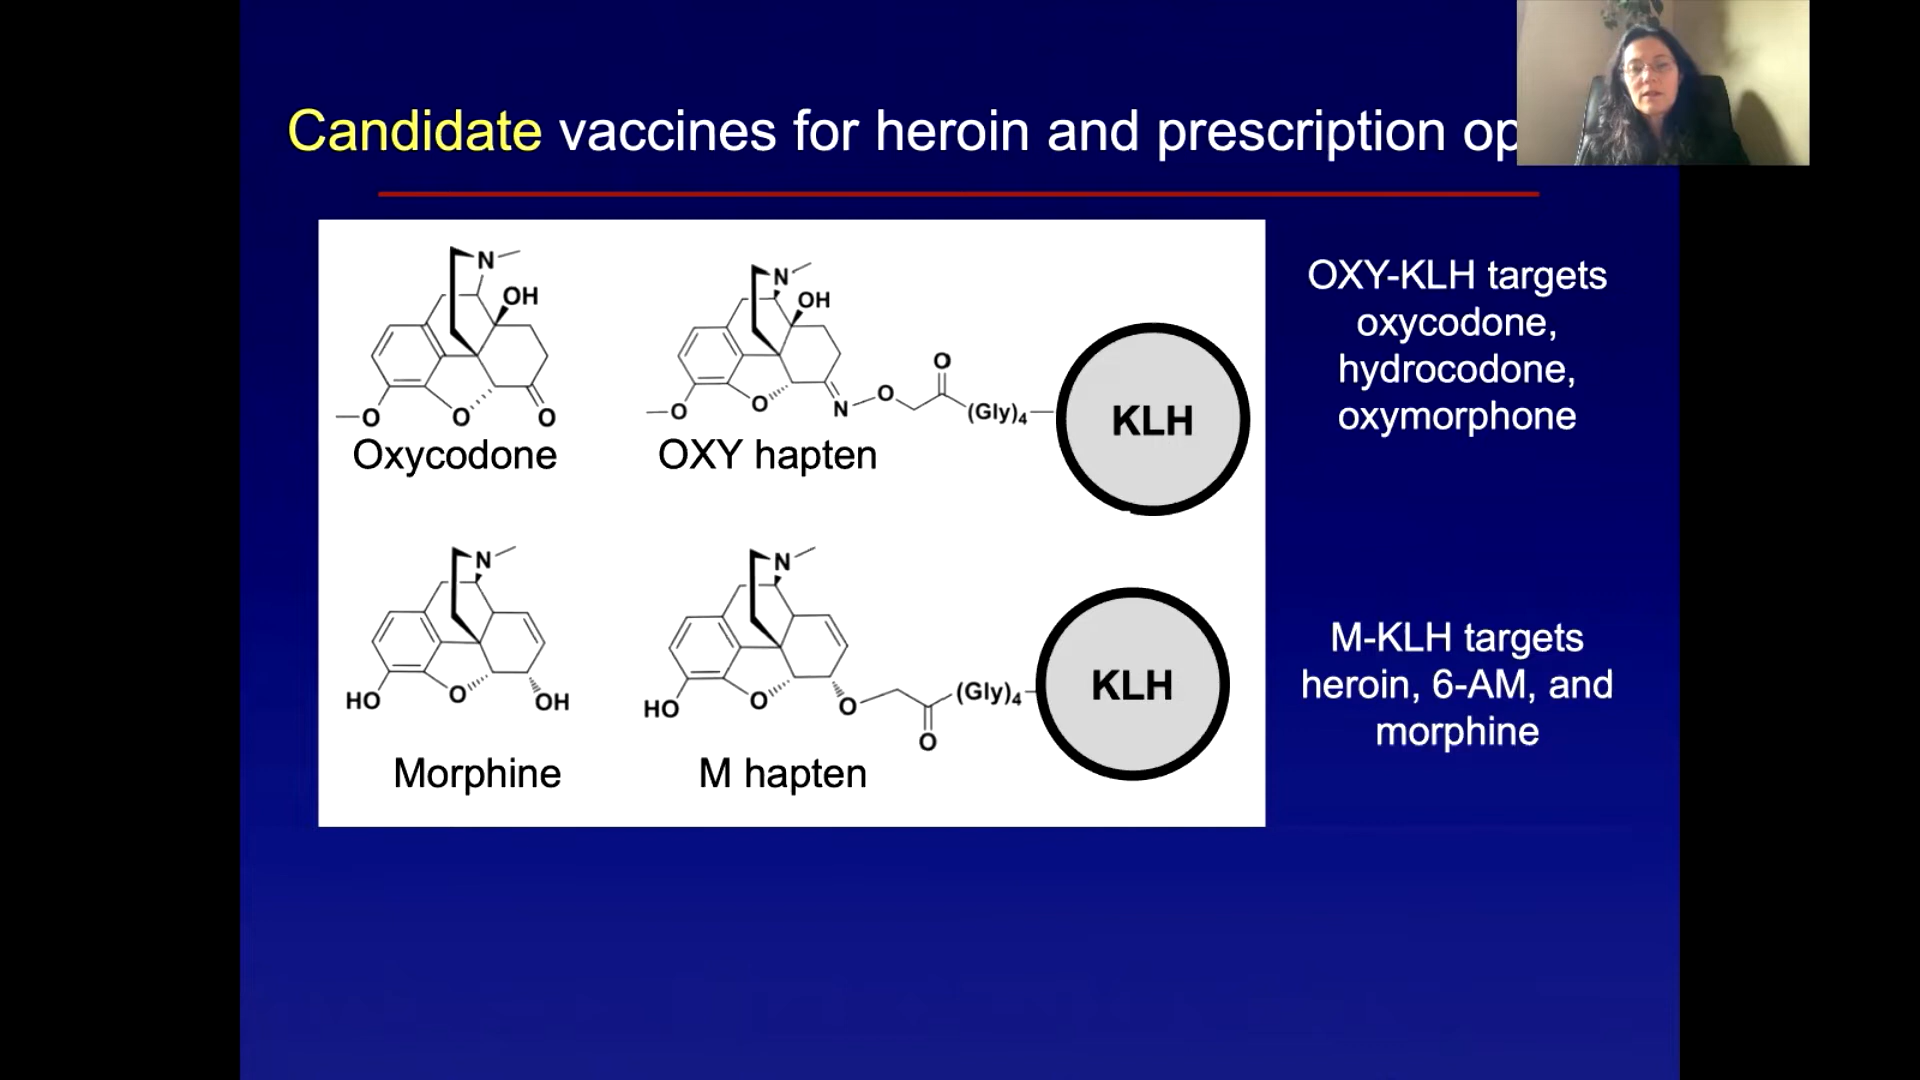 Candidate vaccines for heroin and prescription op
N
OH
O
O
O
Oxycodone
N
OH
O
O
N
O
O
(Gly)4
KLH
OXY hapten
OXY-KLH targets
oxycodone,
hydrocodone,
oxymorphone
N
HO
O
OH
Morphine
N
HO
O
O
O
(Gly)4
KLH
M hapten
M-KLH targets
heroin, 6-AM, and
morphine